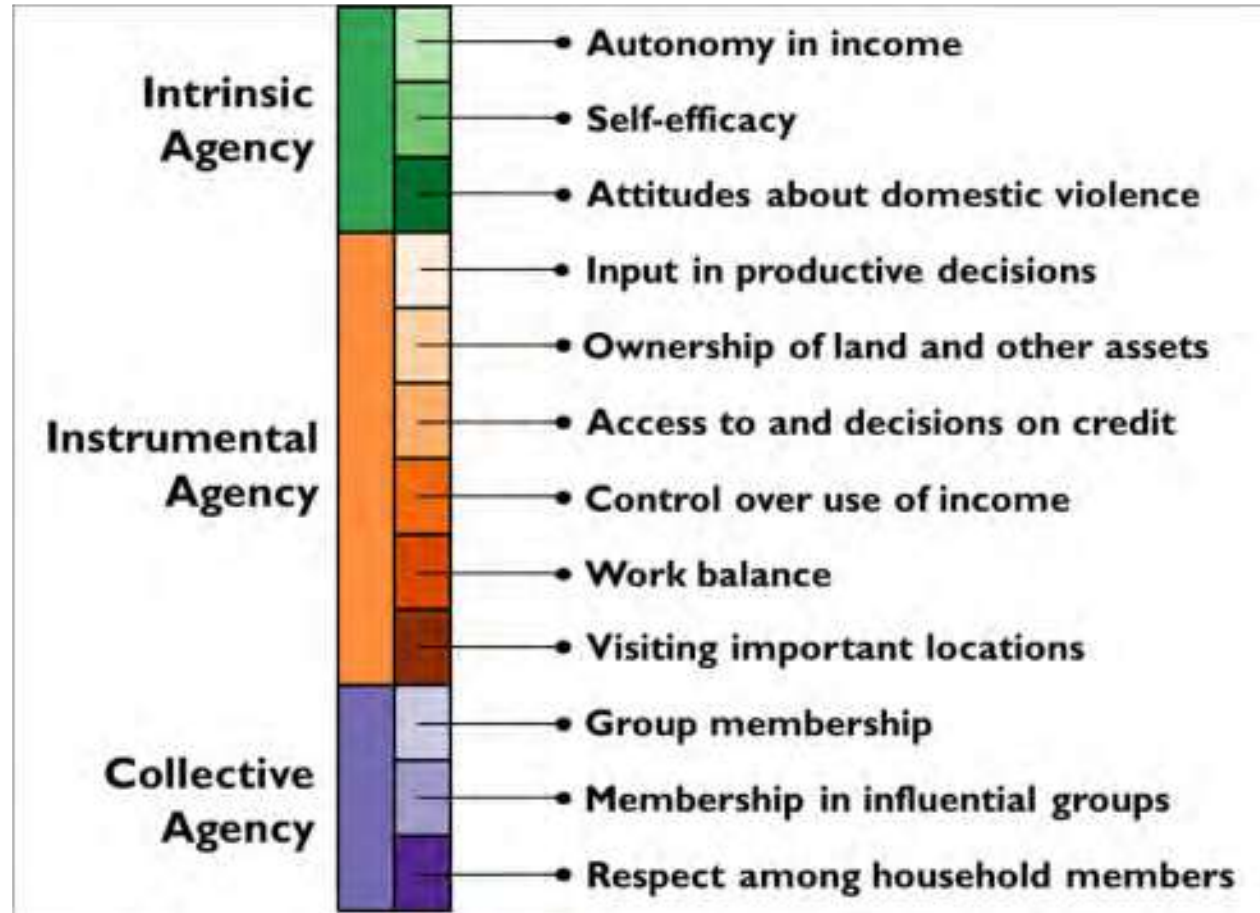 Intrinsic
Agency
Autonomy in income
Self-efficacy
Attitudes about domestic violence
Instrumental
Agency
Input in productive decisions
Ownership of land and other assets
Access to and decisions on credit
Control over use of income
Work balance
Visiting important locations
Collective
Agency
Group membership
Membership in influential groups
Respect among household members